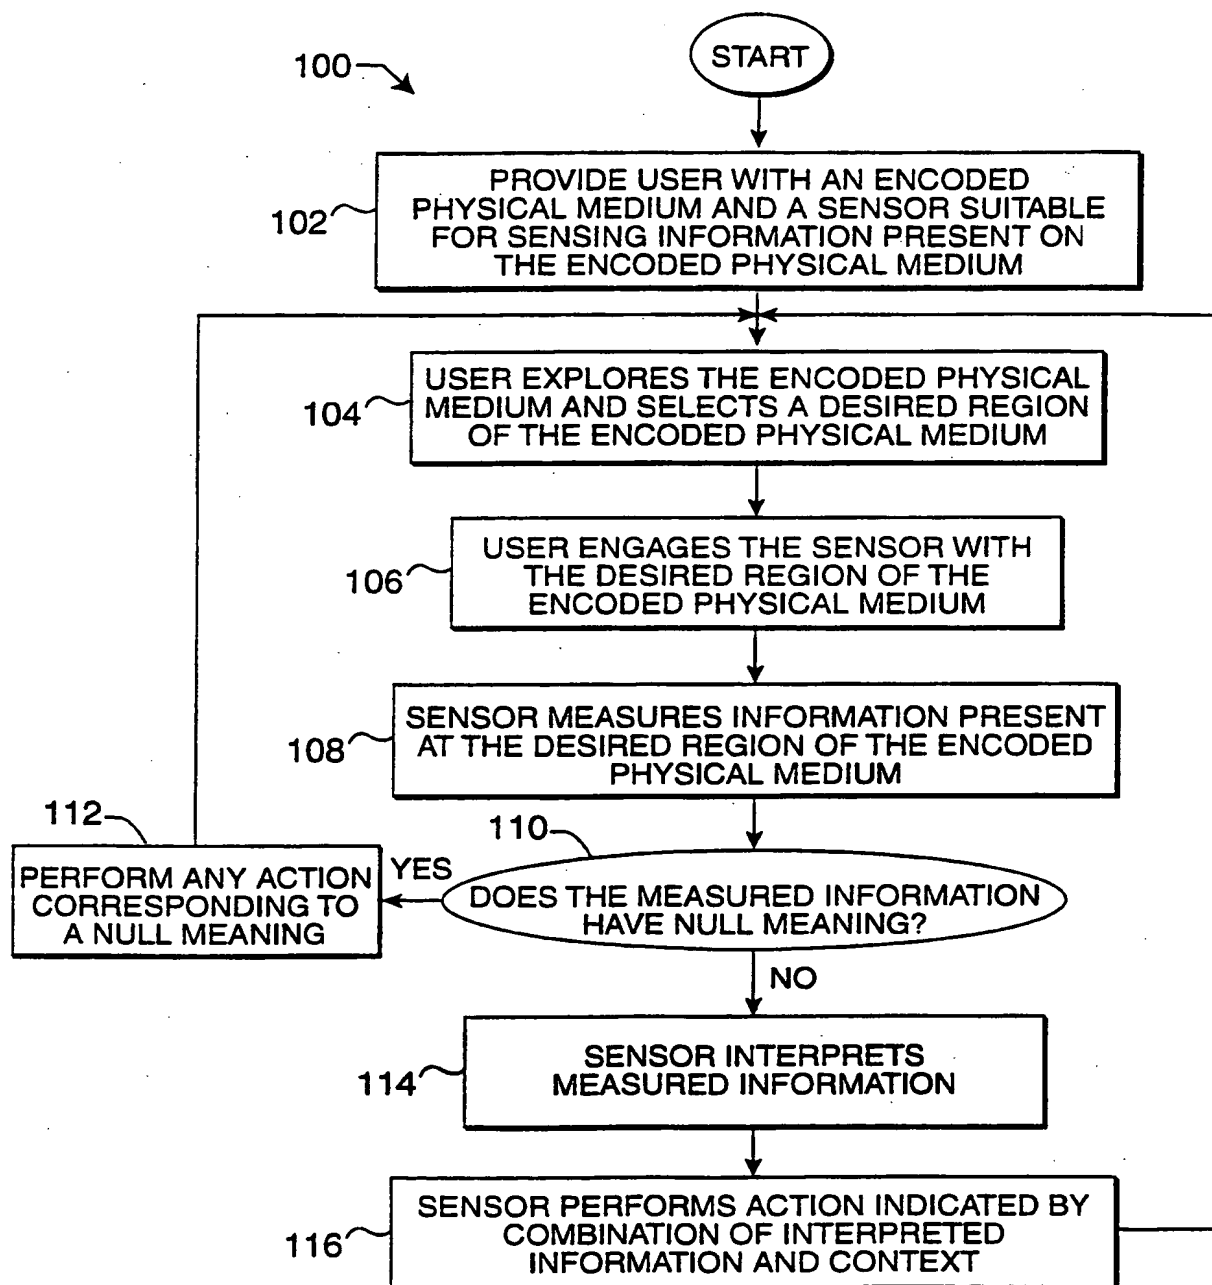 START
100
PROVIDE USER WITH AN ENCODED
PHYSICAL MEDIUM AND A SENSOR SUITABLE
FOR SENSING INFORMATION PRESENT ON
THE ENCODED PHYSICAL MEDIUM
102
USER EXPLORES THE ENCODED PHYSICAL
MEDIUM AND SELECTS A DESIRED REGION
OF THE ENCODED PHYSICAL MEDIUM
104
USER ENGAGES THE SENSOR WITH
THE DESIRED REGION OF THE
ENCODED PHYSICAL MEDIUM
106
SENSOR MEASURES INFORMATION PRESENT
AT THE DESIRED REGION OF THE ENCODED
PHYSICAL MEDIUM
108
112
110
PERFORM ANY ACTION
CORRESPONDING TO
A NULL MEANING
YES
DOES THE MEASURED INFORMATION
HAVE NULL MEANING?
NO
SENSOR INTERPRETS
MEASURED INFORMATION
114
SENSOR PERFORMS ACTION INDICATED BY
COMBINATION OF INTERPRETED
INFORMATION AND CONTEXT
116